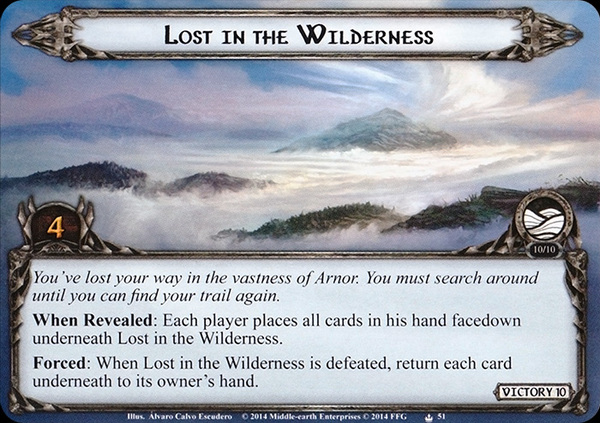 Lost in the Wilderness
4
10/10
You've lost your way in the vastness of Arnor. You must search around
until you can find your trail again.
When Revealed: Each player places all cards in his hand facedown
underneath Lost in the Wilderness.
Forced: When Lost in the Wilderness is defeated, return each card
underneath to its owner's hand.
Victory 10
Illus. Álvaro Calvo Escudero © 2014 Middle-earth Enterprises © 2014 FFG 51